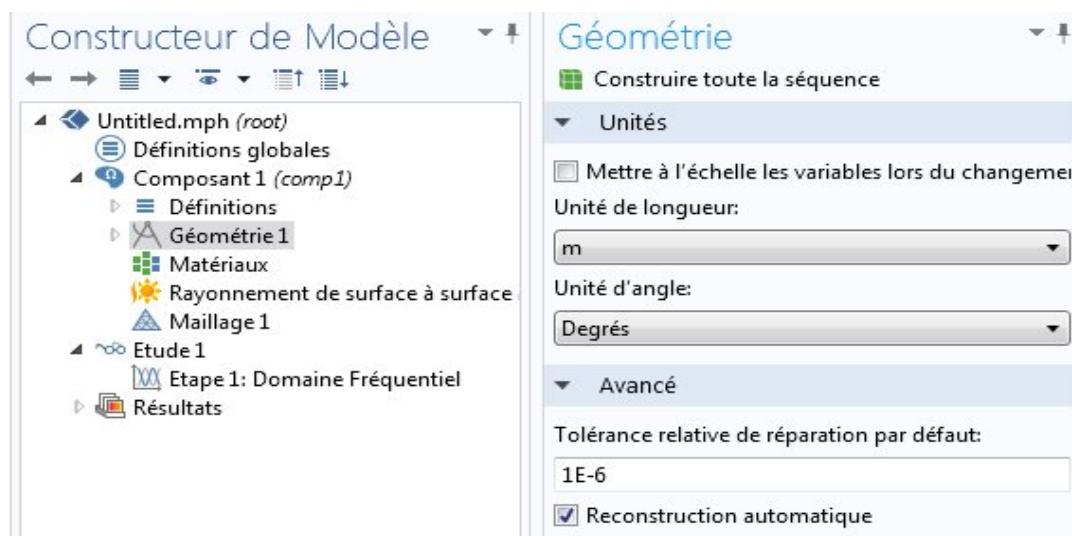 Constructeur de Modèle
Untitled.mph (root)
Définitions globales
Composant 1 (comp1)
Définitions
Géométrie 1
Matériaux
Rayonnement de surface à surface
Maillage 1
Etude 1
Etape 1: Domaine Fréquentiel
Résultats
Géométrie
Construire toute la séquence
Unités
Mettre à l'échelle les variables lors du
Unité de longueur:
m
Unité d'angle:
Degrés
Avancé
Tolérance relative de réparation par défaut:
1E-6
Reconstruction automatique